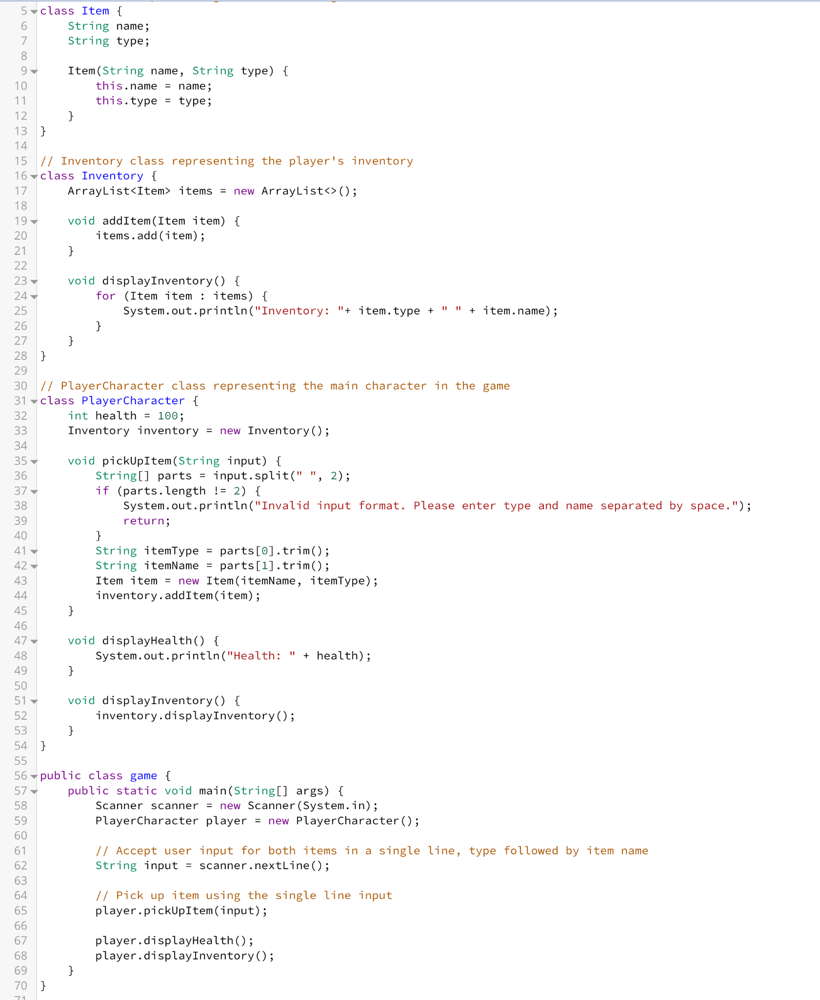 5 class Item {
6     String name;
7     String type;
8
9     Item(String name, String type) {
10         this.name = name;
11         this.type = type;
12     }
13 }
14
15 // Inventory class representing the player's inventory
16 class Inventory {
17     ArrayList<Item> items = new ArrayList<>();
18
19     void addItem(Item item) {
20         items.add(item);
21     }
22
23     void displayInventory() {
24         for (Item item : items) {
25             System.out.println("Inventory: "+ item.type + " " + item.name);
26         }
27     }
28 }
29
30 // PlayerCharacter class representing the main character in the game
31 class PlayerCharacter {
32     int health = 100;
33     Inventory inventory = new Inventory();
34
35     void pickUpItem(String input) {
36         String[] parts = input.split(" ", 2);
37         if (parts.length != 2) {
38             System.out.println("Invalid input format. Please enter type and name separated by space.");
39             return;
40         }
41         String itemType = parts[0].trim();
42         String itemName = parts[1].trim();
43         Item item = new Item(itemName, itemType);
44         inventory.addItem(item);
45     }
46
47     void displayHealth() {
48         System.out.println("Health: " + health);
49     }
50
51     void displayInventory() {
52         inventory.displayInventory();
53     }
54 }
55
56 public class game {
57     public static void main(String[] args) {
58         Scanner scanner = new Scanner(System.in);
59         PlayerCharacter player = new PlayerCharacter();
60
61         // Accept user input for both items in a single line, type followed by item name
62         String input = scanner.nextLine();
63
64         // Pick up item using the single line input
65         player.pickUpItem(input);
66
67         player.displayHealth();
68         player.displayInventory();
69     }
70 }
71